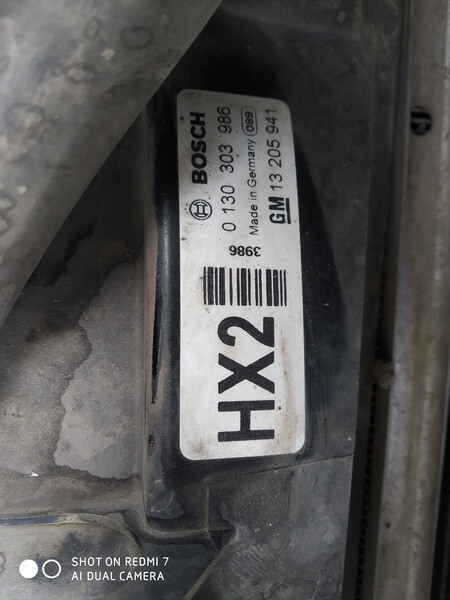 BOSCH
0 130 303 986
Made in Germany 089
GM 13 205 941
3986
HX2
SHOT ON REDMI 7
AI DUAL CAMERA